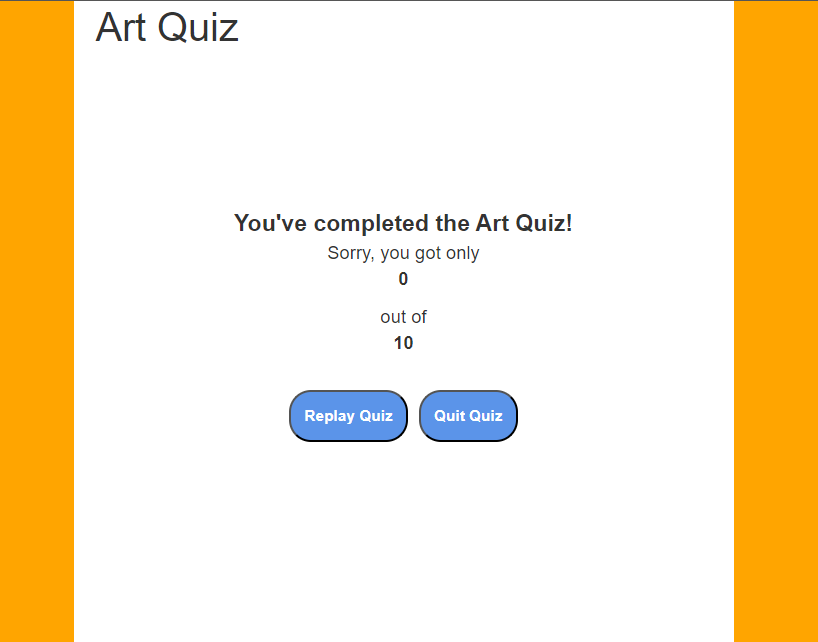 Art Quiz
You've completed the Art Quiz!
Sorry, you got only
0
out of
10
Replay Quiz Quit Quiz